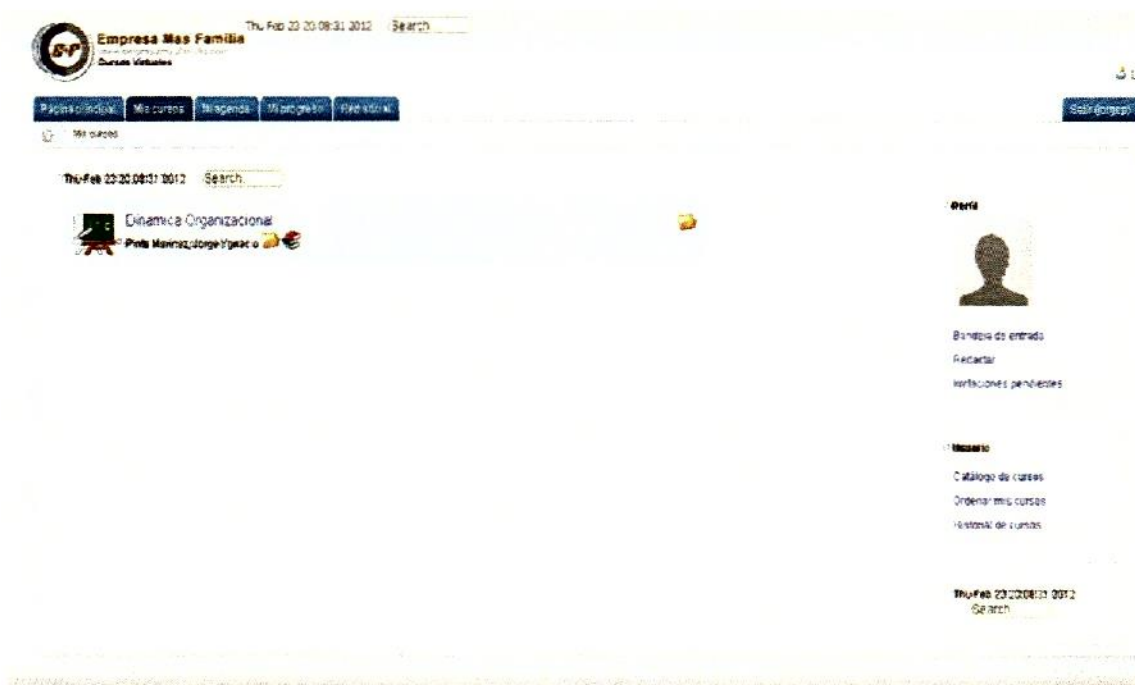 Thu Feb 23 20:08:31 2012 Search
E-F
Empresa Mas Familia
Cursos Virtuales
Página principal Mis cursos Mi agenda Mi progreso Red social
Salir
Mis cursos
Thu Feb 23 20:08:31 2012 Search
Dinamica Organizacional
Jorge Ygnacio
Perfil
Bandeja de entrada
Redactar
Invitaciones pendientes
Usuario
Catálogo de cursos
Ordenar mis cursos
Historial de cursos
Thu Feb 23 20:08:31 2012
Search